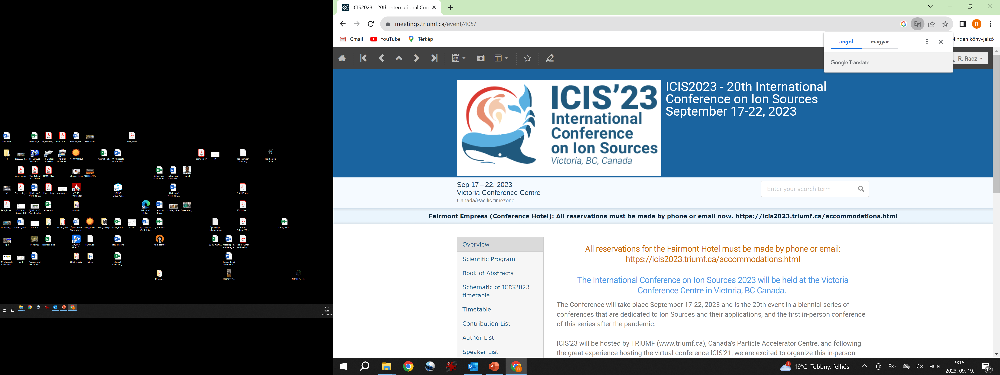 First of all
thickness_f...
rr_passport_...
I001V247CC...
Kick-off_mi...
1666086702...
nxds_series
HP
20220903_1...
HP LaserJet
200 color ...
HP Deskjet
1510 series
Kellékek
vásárlása - ...
Ne_60W(1159)
magnetic_st...
Új Microsoft
Word-doku...
claim_report
TDP
Ice chamber
draft.odg
Ice chamber
draft
unios-covi...
Rácz Richárd
2022104485
932448_Ma...
vlcsnap-202...
1666086702...
Új Microsoft
Excel-munk...
Új Microsoft
Word-doku...
rahul
NY
Proceeding...
Új Microsoft
Word-doku...
Proceeding
summary_c...
CPUID
HWMonitor
SOUND
FORGE Aud...
Új Microsoft
Word-doku...
ELKH_IP_ker...
Racz_Richar...
Ciklotron
Credits_RR
Új Microsoft
PowerPoint...
calibration...
madarka
Microsoft
Edge
Letter to
Grace
samle_holder
Screenshot_...
RSI21-RV-IS...
MDAlarm_2...
Atomki_leve...
UPDATE
csv
vacsati_docs
Új Microsoft
Word-doku...
neon_plasm...
new_concept
90deg_dose...
ecr rajz
Új Microsoft
Word-doku...
22_10-munk...
Új szöveges
dokumentum
Juhász
Zoltán-ECR ...
Racz_Richar...
epd
P1020722
Számlák_kiért
AnyMP4
Video C...
HEX00.pcx
letter to david
rracz-atomki
22_10-munk...
Megallapod...
munkavégzé...
Rahul Kumar
Kushwaha-...
Új Microsoft
PowerPoint...
fig_1
Passport and
Personal P...
ERIBS_meet...
letters
Másolat -
Band area_...
Passport and
Personal P...
Új mappa
20221217_1...
NKFIH_Excel...
9:15
kedd
2023. 09. 19.
ICIS2023 - 20th International Con
meetings.triumf.ca/event/405/
R
Gmail
YouTube
Térkép
Minden könyvjelző
angol
magyar
Google Translate
R. Racz
ICIS'23
International
Conference
on Ion Sources
Victoria, BC, Canada
ICIS2023 - 20th International
Conference on Ion Sources
September 17-22, 2023
Sep 17 – 22, 2023
Victoria Conference Centre
Canada/Pacific timezone
Enter your search term
Fairmont Empress (Conference Hotel): All reservations must be made by phone or email now. https://icis2023.triumf.ca/accommodations.html
Overview
Scientific Program
Book of Abstracts
Schematic of ICIS2023
timetable
Timetable
Contribution List
Author List
Speaker List
All reservations for the Fairmont Hotel must be made by phone or email:
https://icis2023.triumf.ca/accommodations.html
The International Conference on Ion Sources 2023 will be held at the Victoria
Conference Centre in Victoria, BC Canada.
The Conference will take place September 17-22, 2023 and is the 20th event in a biennial series of
conferences that are dedicated to Ion Sources and their applications, and the first in-person conference
of this series after the pandemic.
ICIS'23 will be hosted by TRIUMF (www.triumf.ca), Canada's Particle Accelerator Centre, and following
the great experience hosting the virtual conference ICIS'21, we are excited to organize this in-person
1
19°C Többny. felhős
HUN
9:15
2023. 09. 19.
12